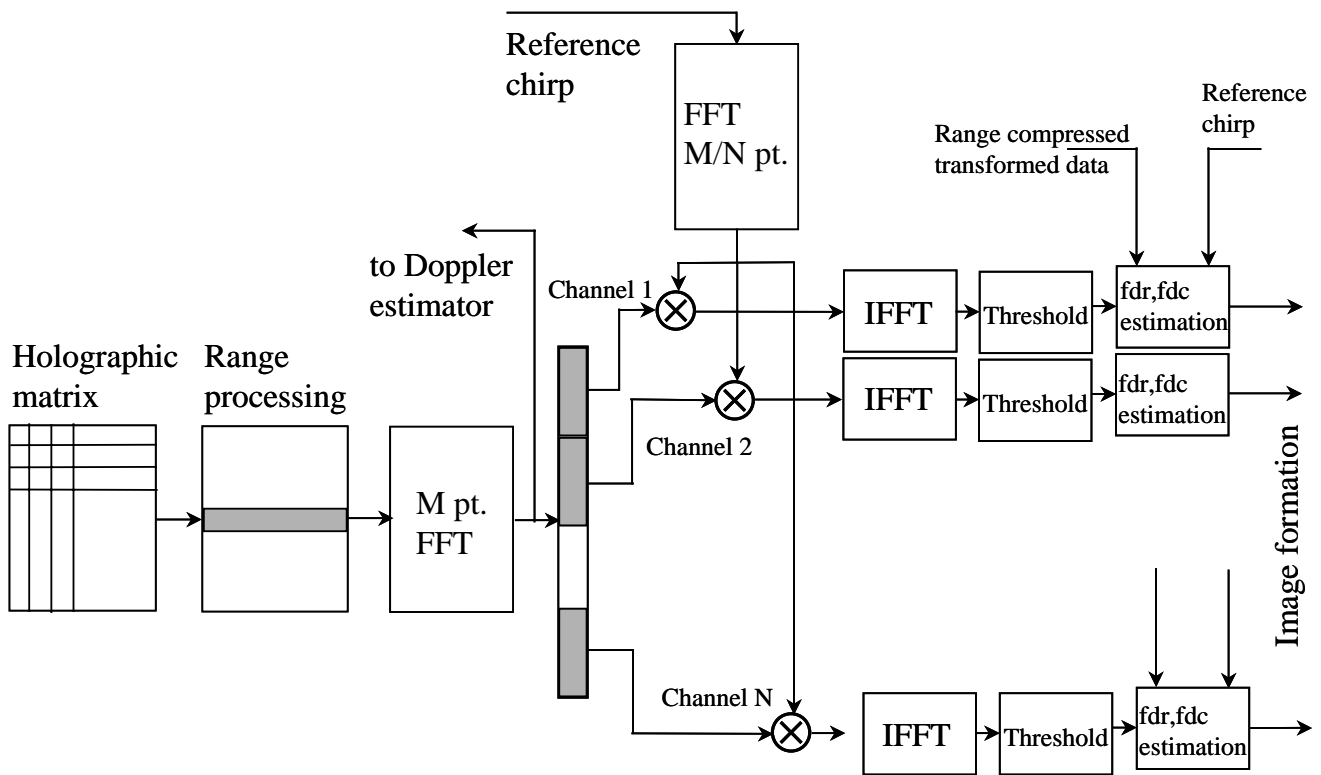 Reference
chirp
FFT
M/N pt.
Reference
chirp
Range compressed
transformed data
to Doppler
estimator
Channel 1
IFFT
Threshold
fdr,fdc
estimation
Holographic
matrix
Range
processing
IFFT
Threshold
fdr,fdc
estimation
Channel 2
M pt.
FFT
Image formation
Channel N
IFFT
Threshold
fdr,fdc
estimation